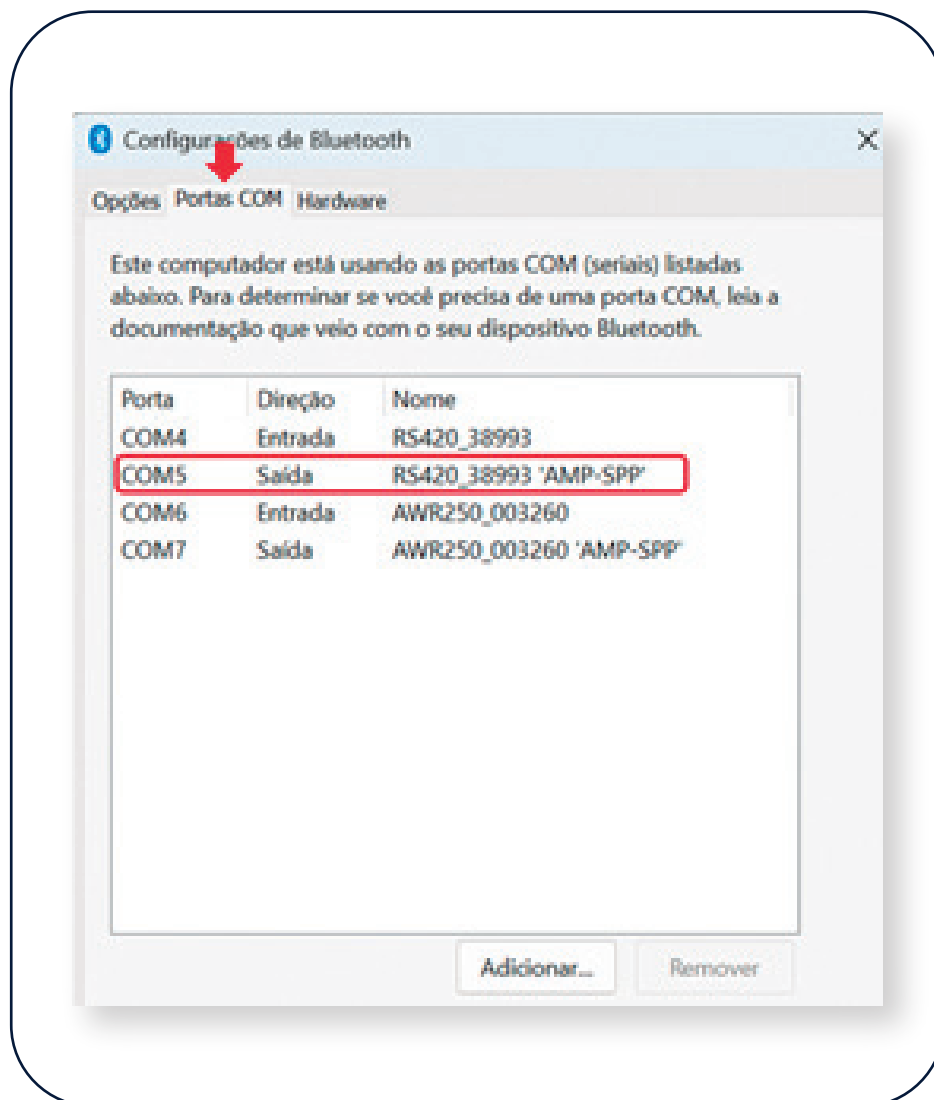 Configurações de Bluetooth
Opções Portas COM Hardware
Este computador está usando as portas COM (seriais) listadas
abaixo. Para determinar se você precisa de uma porta COM, leia a
documentação que veio com o seu dispositivo Bluetooth.
Porta Direção Nome
COM4 Entrada RS420_38993
COM5 Saída RS420_38993 'AMP-SPP'
COM6 Entrada AWR250_003260
COM7 Saída AWR250_003260 'AMP-SPP'
Adicionar... Remover